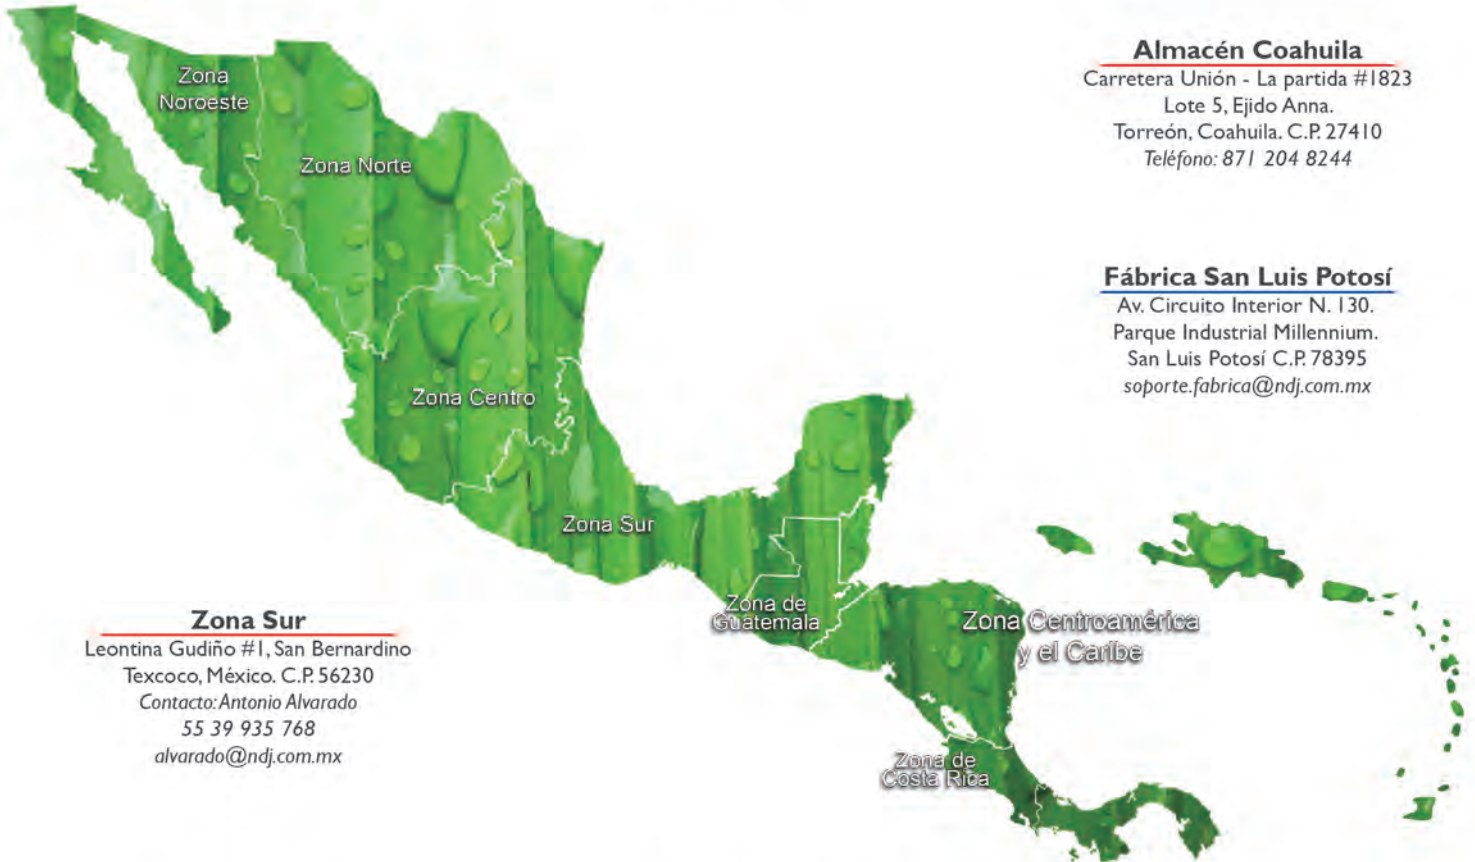 Almacén Coahuila
Carretera Unión - La partida #1823
Lote 5, Ejido Anna.
Torreón, Coahuila. C.P. 27410
Teléfono: 871 204 8244
Zona
Noroeste
Zona Norte
Fábrica San Luis Potosí
Av. Circuito Interior N. 130.
Parque Industrial Millennium.
San Luis Potosí C.P. 78395
soporte.fabrica@ndj.com.mx
Zona Centro
Zona Sur
Zona de
Guatemala
Zona Centroamérica
y el Caribe
Zona Sur
Leontina Gudiño #1, San Bernardino
Texcoco, México. C.P. 56230
Contacto: Antonio Alvarado
55 39 935 768
alvarado@ndj.com.mx
Zona de
Costa Rica